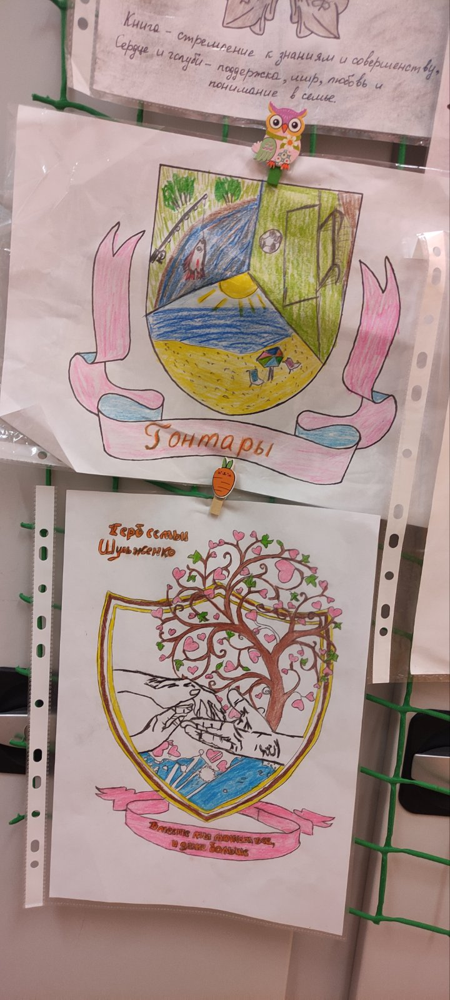 Книга - стремление к знаниям и совершенству,
Сердце и голуби - поддержка, мир, любовь и
понимание в семье.
Гонтары
Герб семьи
Шульженко
Вместе мы можем все,
и даже больше